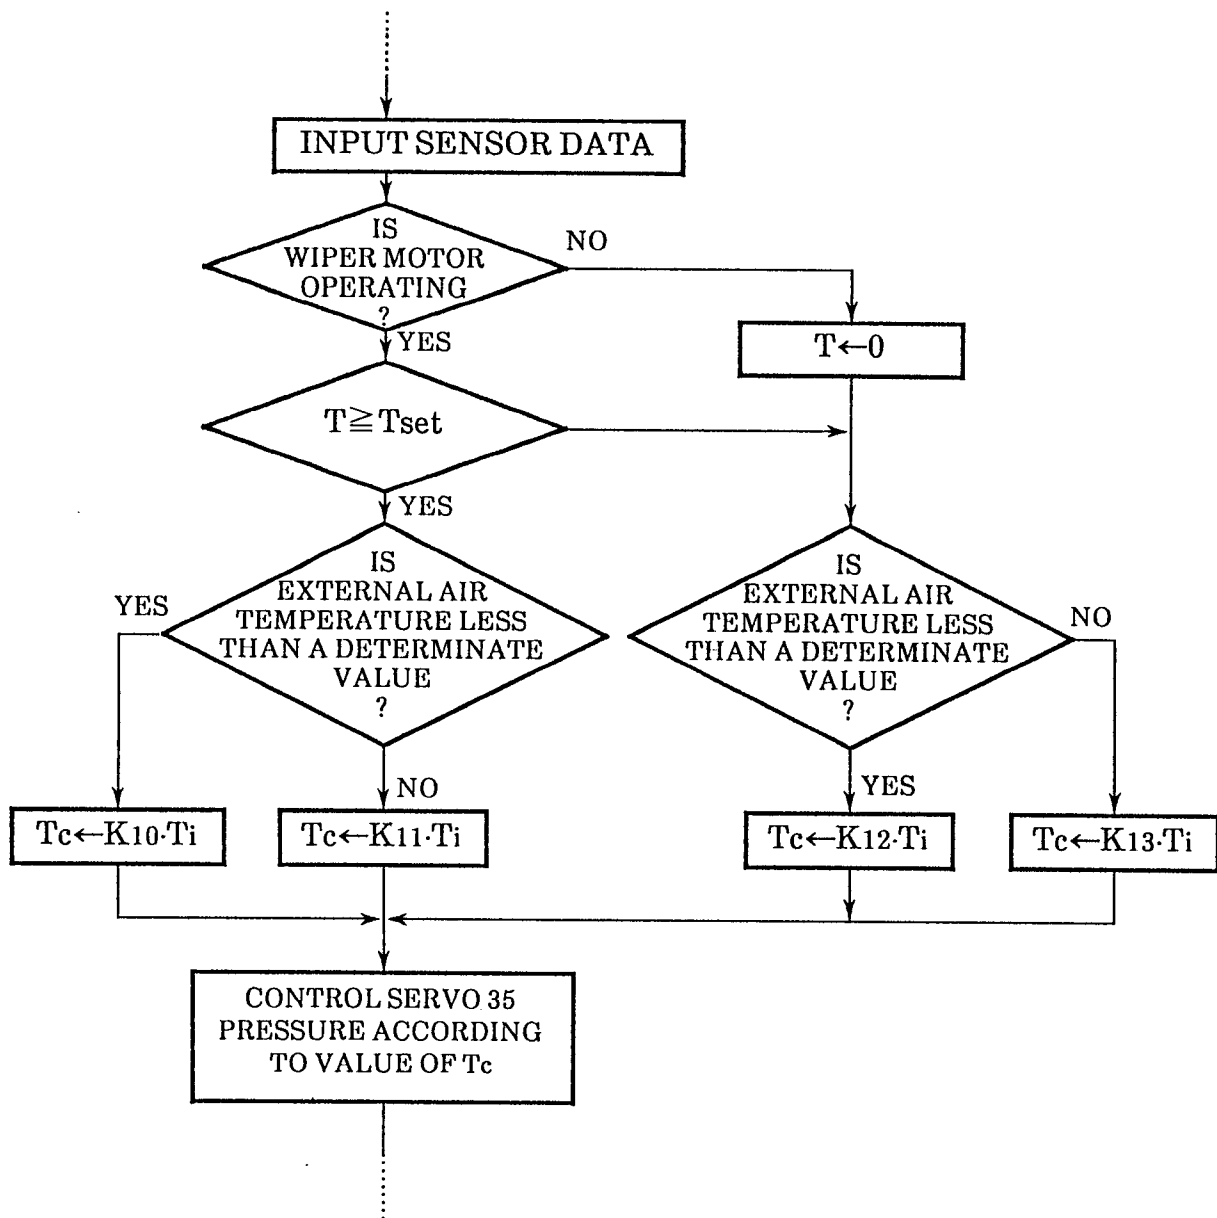 INPUT SENSOR DATA
IS
WIPER MOTOR
OPERATING
?
NO
YES
T←0
T≧Tset
YES
IS
EXTERNAL AIR
TEMPERATURE LESS
THAN A DETERMINATE
VALUE
?
YES
NO
IS
EXTERNAL AIR
TEMPERATURE LESS
THAN A DETERMINATE
VALUE
?
NO
YES
Tc←K10·Ti
Tc←K11·Ti
Tc←K12·Ti
Tc←K13·Ti
CONTROL SERVO 35
PRESSURE ACCORDING
TO VALUE OF Tc